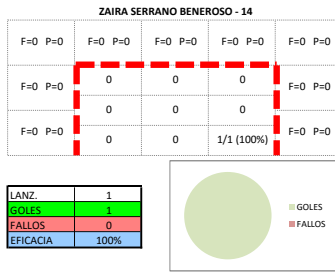 ZAIRA SERRANO BENEROSO - 14
F=0 P=0 F=0 P=0 F=0 P=0 F=0 P=0 F=0 P=0
F=0 P=0 0 0 0 F=0 P=0
0 0 0
F=0 P=0 0 0 1/1 (100%) F=0 P=0
LANZ. 1
GOLES 1
FALLOS 0
EFICACIA 100%
GOLES
FALLOS